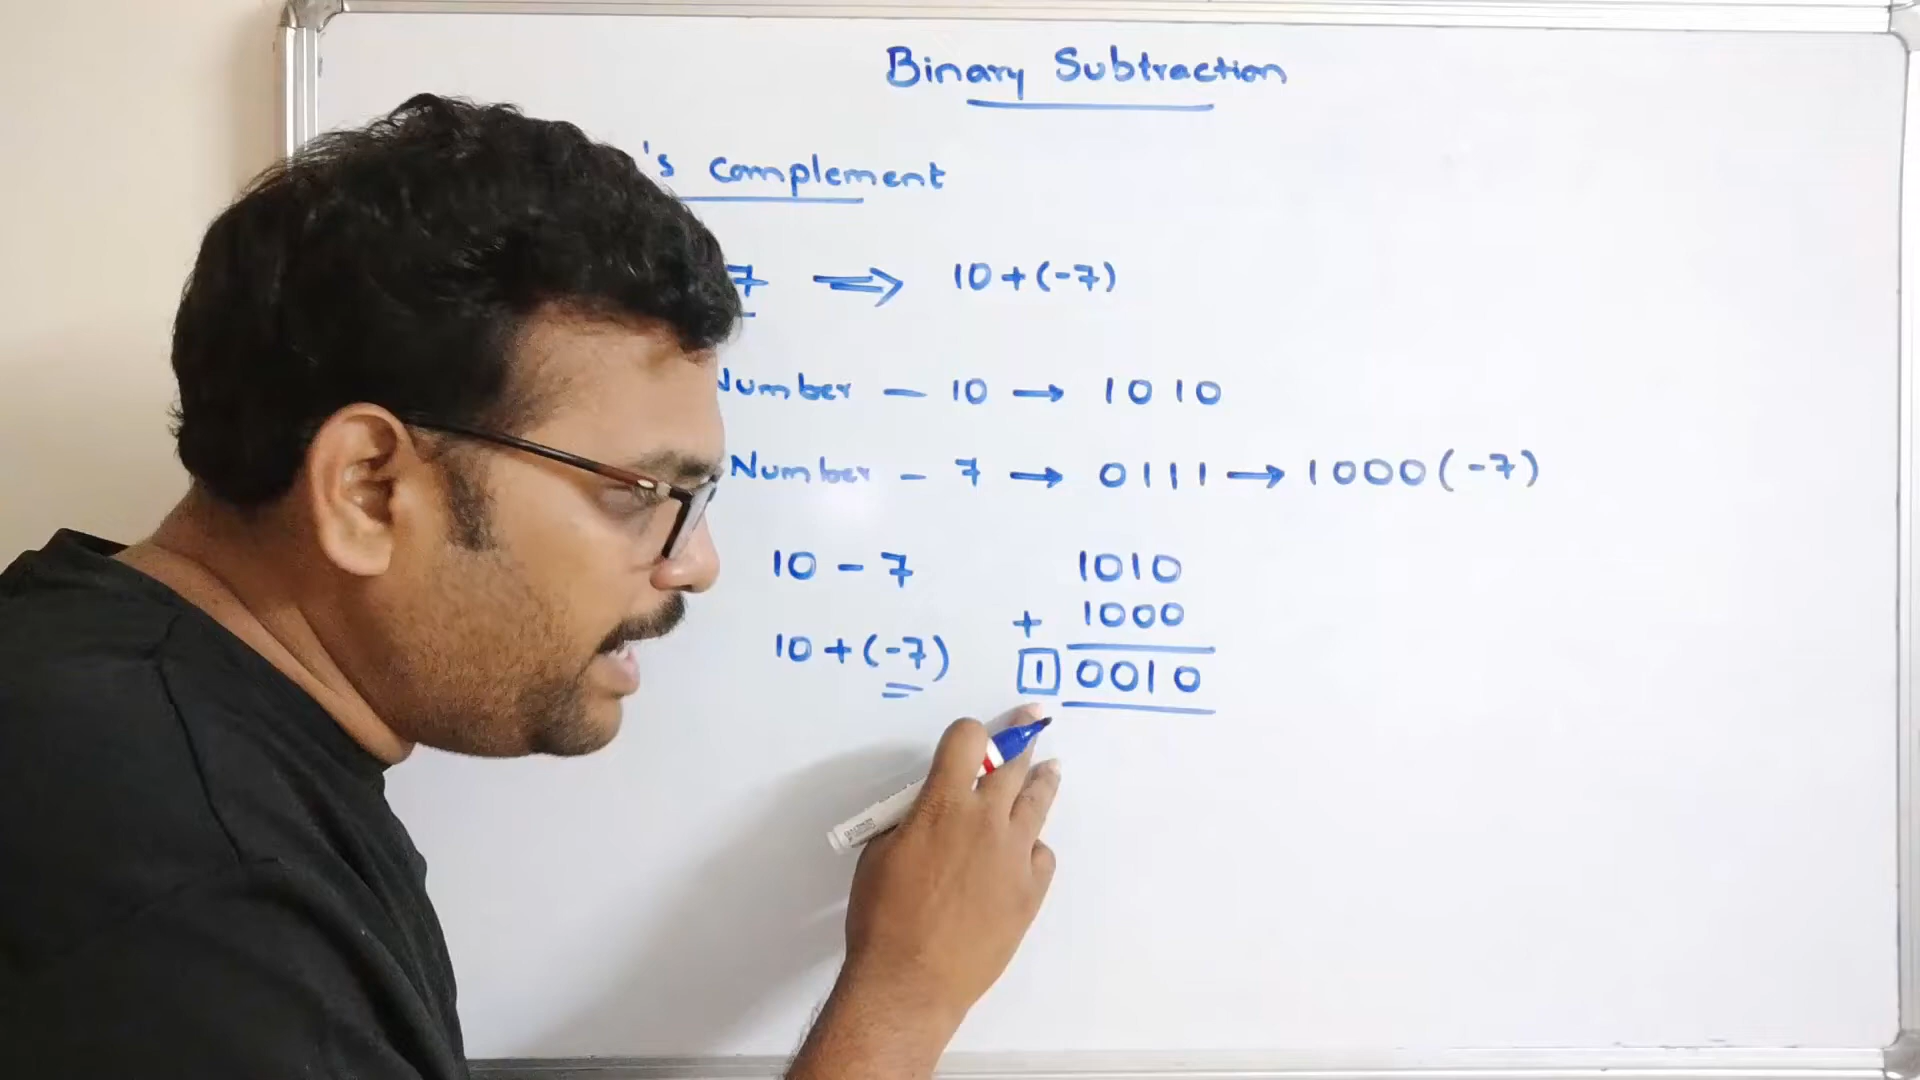 Binary Subtraction
's complement
7 ⟹ 10+(-7)
Number — 10 → 1010
Number - 7 → 0111 → 1000(-7)
10 - 7
10+(-7)
1010
+ 1000
1 0010